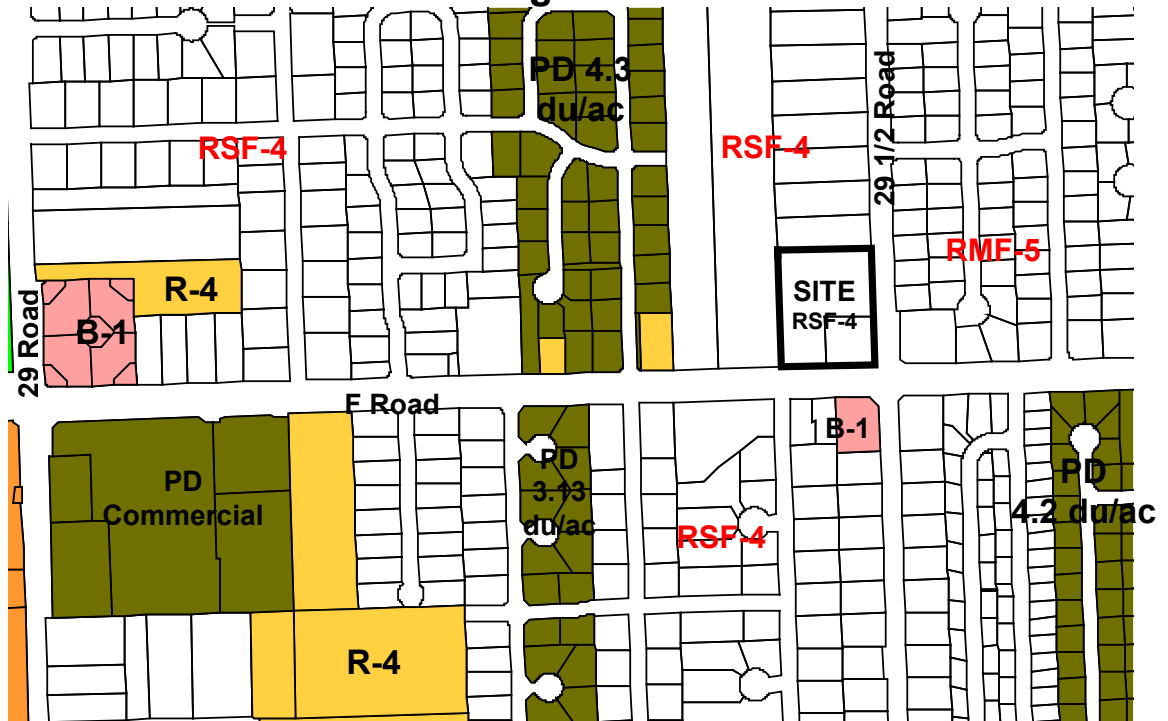 PD 4.3
du/ac
RSF-4
RSF-4
29 1/2 Road
RMF-5
R-4
SITE
RSF-4
B-1
29 Road
F Road
B-1
PD
Commercial
PD
3.13
du/ac
PD
4.2 du/ac
RSF-4
R-4